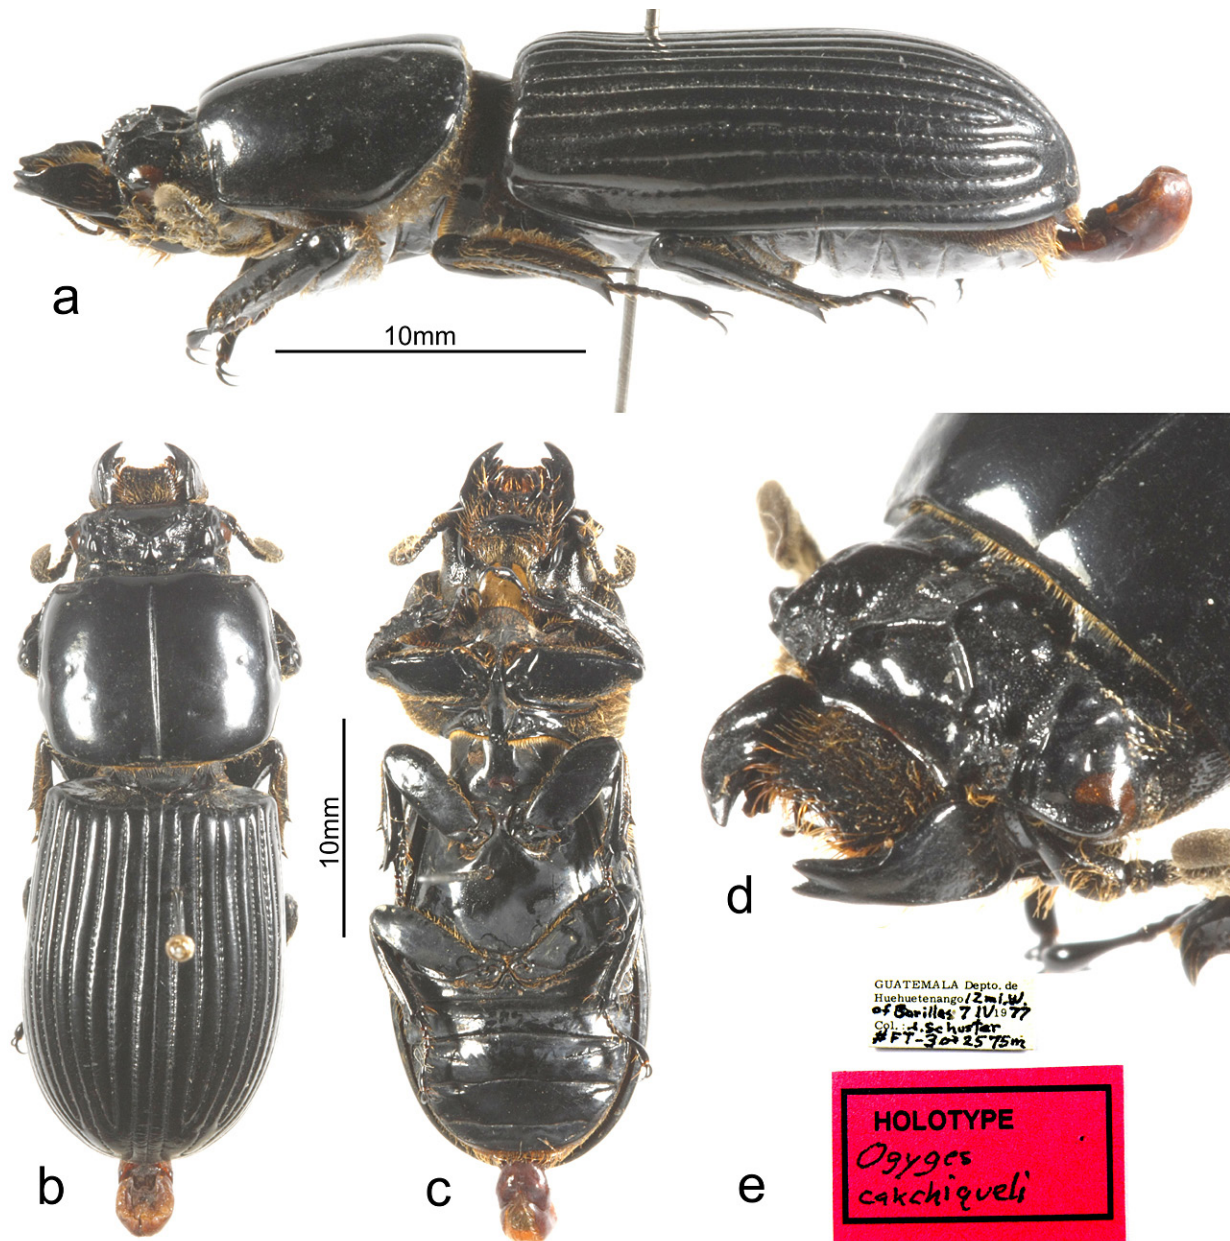 a
10mm
b
10mm
c
d
GUATEMALA Depto. de
Huehuetenango 12 mi. W.
of Barillas 7 IV 1977
Col.: J. Schuster
#FT-3 2575m
HOLOTYPE
Ogyges
cakchiqueli
e